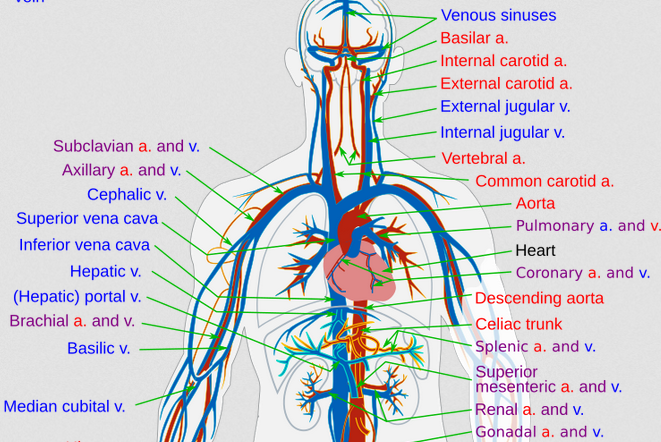 Venous sinuses
Basilar a.
Internal carotid a.
External carotid a.
External jugular v.
Internal jugular v.
Vertebral a.
Common carotid a.
Aorta
Pulmonary a. and v.
Heart
Coronary a. and v.
Descending aorta
Celiac trunk
Splenic a. and v.
Superior
mesenteric a. and v.
Renal a. and v.
Gonadal a. and v.
Subclavian a. and v.
Axillary a. and v.
Cephalic v.
Superior vena cava
Inferior vena cava
Hepatic v.
(Hepatic) portal v.
Brachial a. and v.
Basilic v.
Median cubital v.